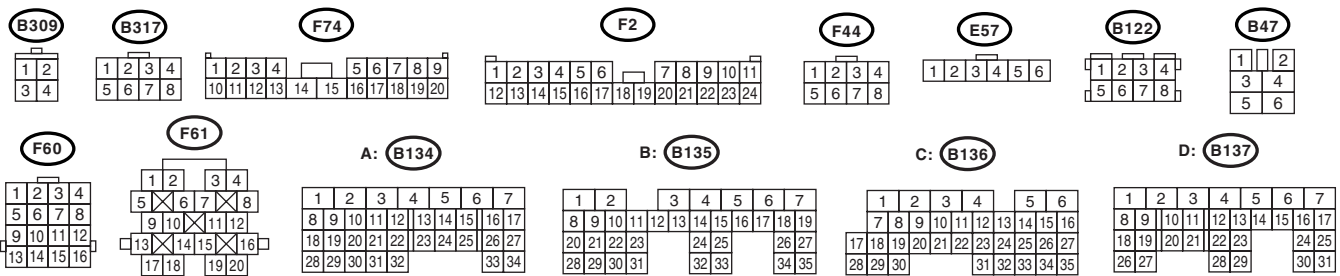 B309 B317 F74 F2 F44 E57 B122 B47
1 2 1 2 3 4 1 2 3 4 5 6 7 8 9 1 2 3 4 5 6 7 8 9 10 11 1 2 3 4 1 2 3 4 5 6 1 2 3 4 1 2
3 4 5 6 7 8 10 11 12 13 14 15 16 17 18 19 20 12 13 14 15 16 17 18 19 20 21 22 23 24 5 6 7 8 5 6 7 8 3 4
5 6
F60 F61 A: B134 B: B135 C: B136 D: B137
1 2 3 4 1 2 3 4 1 2 3 4 5 6 7 1 2 3 4 5 6 7 1 2 3 4 5 6 1 2 3 4 5 6 7
5 6 7 8 5 6 7 8 8 9 10 11 12 13 14 15 16 17 8 9 10 11 12 13 14 15 16 17 18 19 7 8 9 10 11 12 13 14 15 16 8 9 10 11 12 13 14 15 16 17
9 10 11 12 9 10 11 12 18 19 20 21 22 23 24 25 26 27 20 21 22 23 24 25 26 27 17 18 19 20 21 22 23 24 25 26 27 18 19 20 21 22 23 24 25
13 14 15 16 13 14 15 16 28 29 30 31 32 33 34 28 29 30 31 32 33 34 35 28 29 30 31 32 33 34 35 26 27 28 29 30 31
17 18 19 20